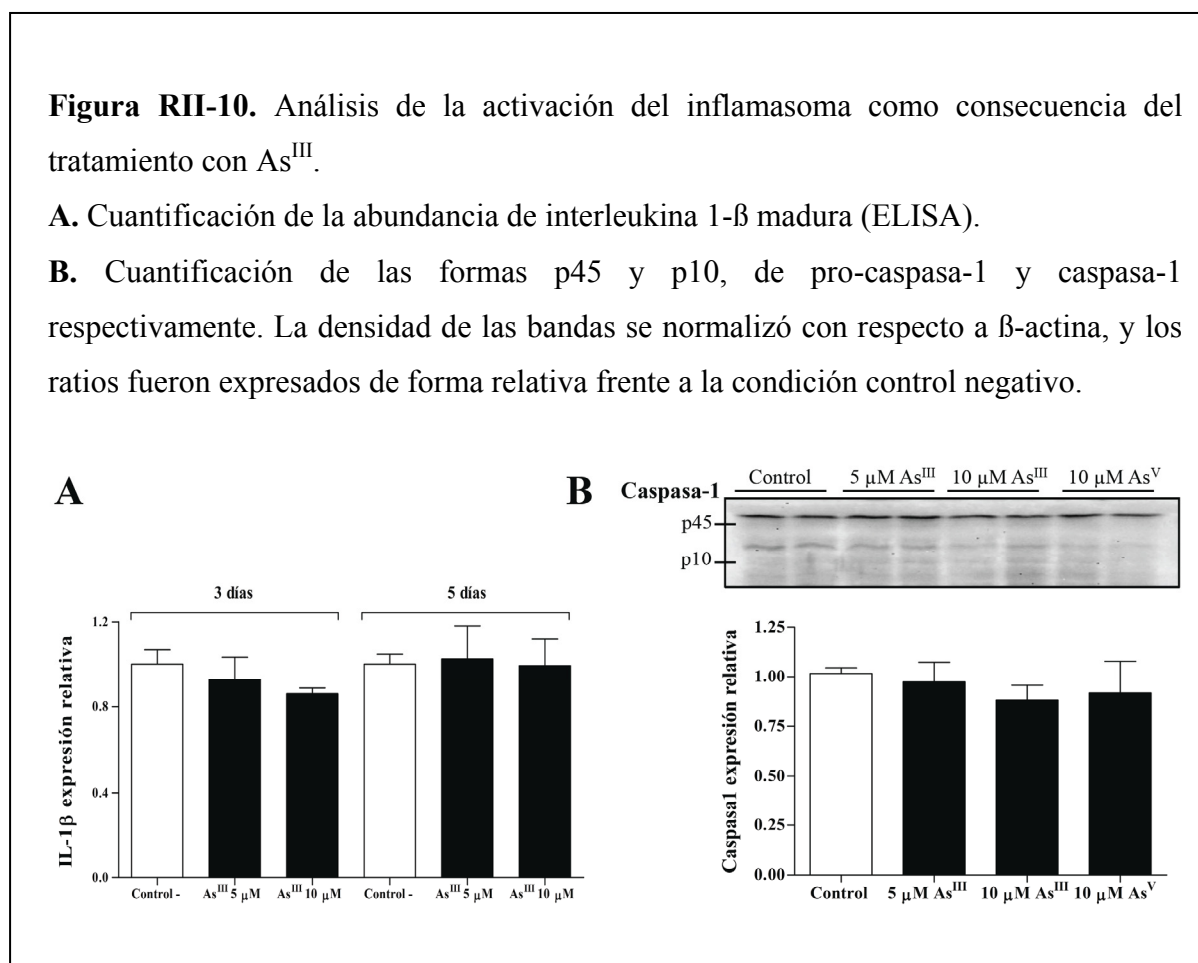 Figura RII-10. Análisis de la activación del inflamasoma como consecuencia del
tratamiento con As^III.
A. Cuantificación de la abundancia de interleukina 1-ß madura (ELISA).
B. Cuantificación de las formas p45 y p10, de pro-caspasa-1 y caspasa-1
respectivamente. La densidad de las bandas se normalizó con respecto a ß-actina, y los
ratios fueron expresados de forma relativa frente a la condición control negativo.
A
3 días 5 días
IL-1β expresión relativa
1.2
0.8
0.4
0.0
Control - As^III 5 μM As^III 10 μM Control - As^III 5 μM As^III 10 μM
B
Control 5 μM As^III 10 μM As^III 10 μM As^V
Caspasa-1
p45
p10
Caspasa1 expresión relativa
1.25
1.00
0.75
0.50
0.25
0.00
Control 5 μM As^III 10 μM As^III 10 μM As^V